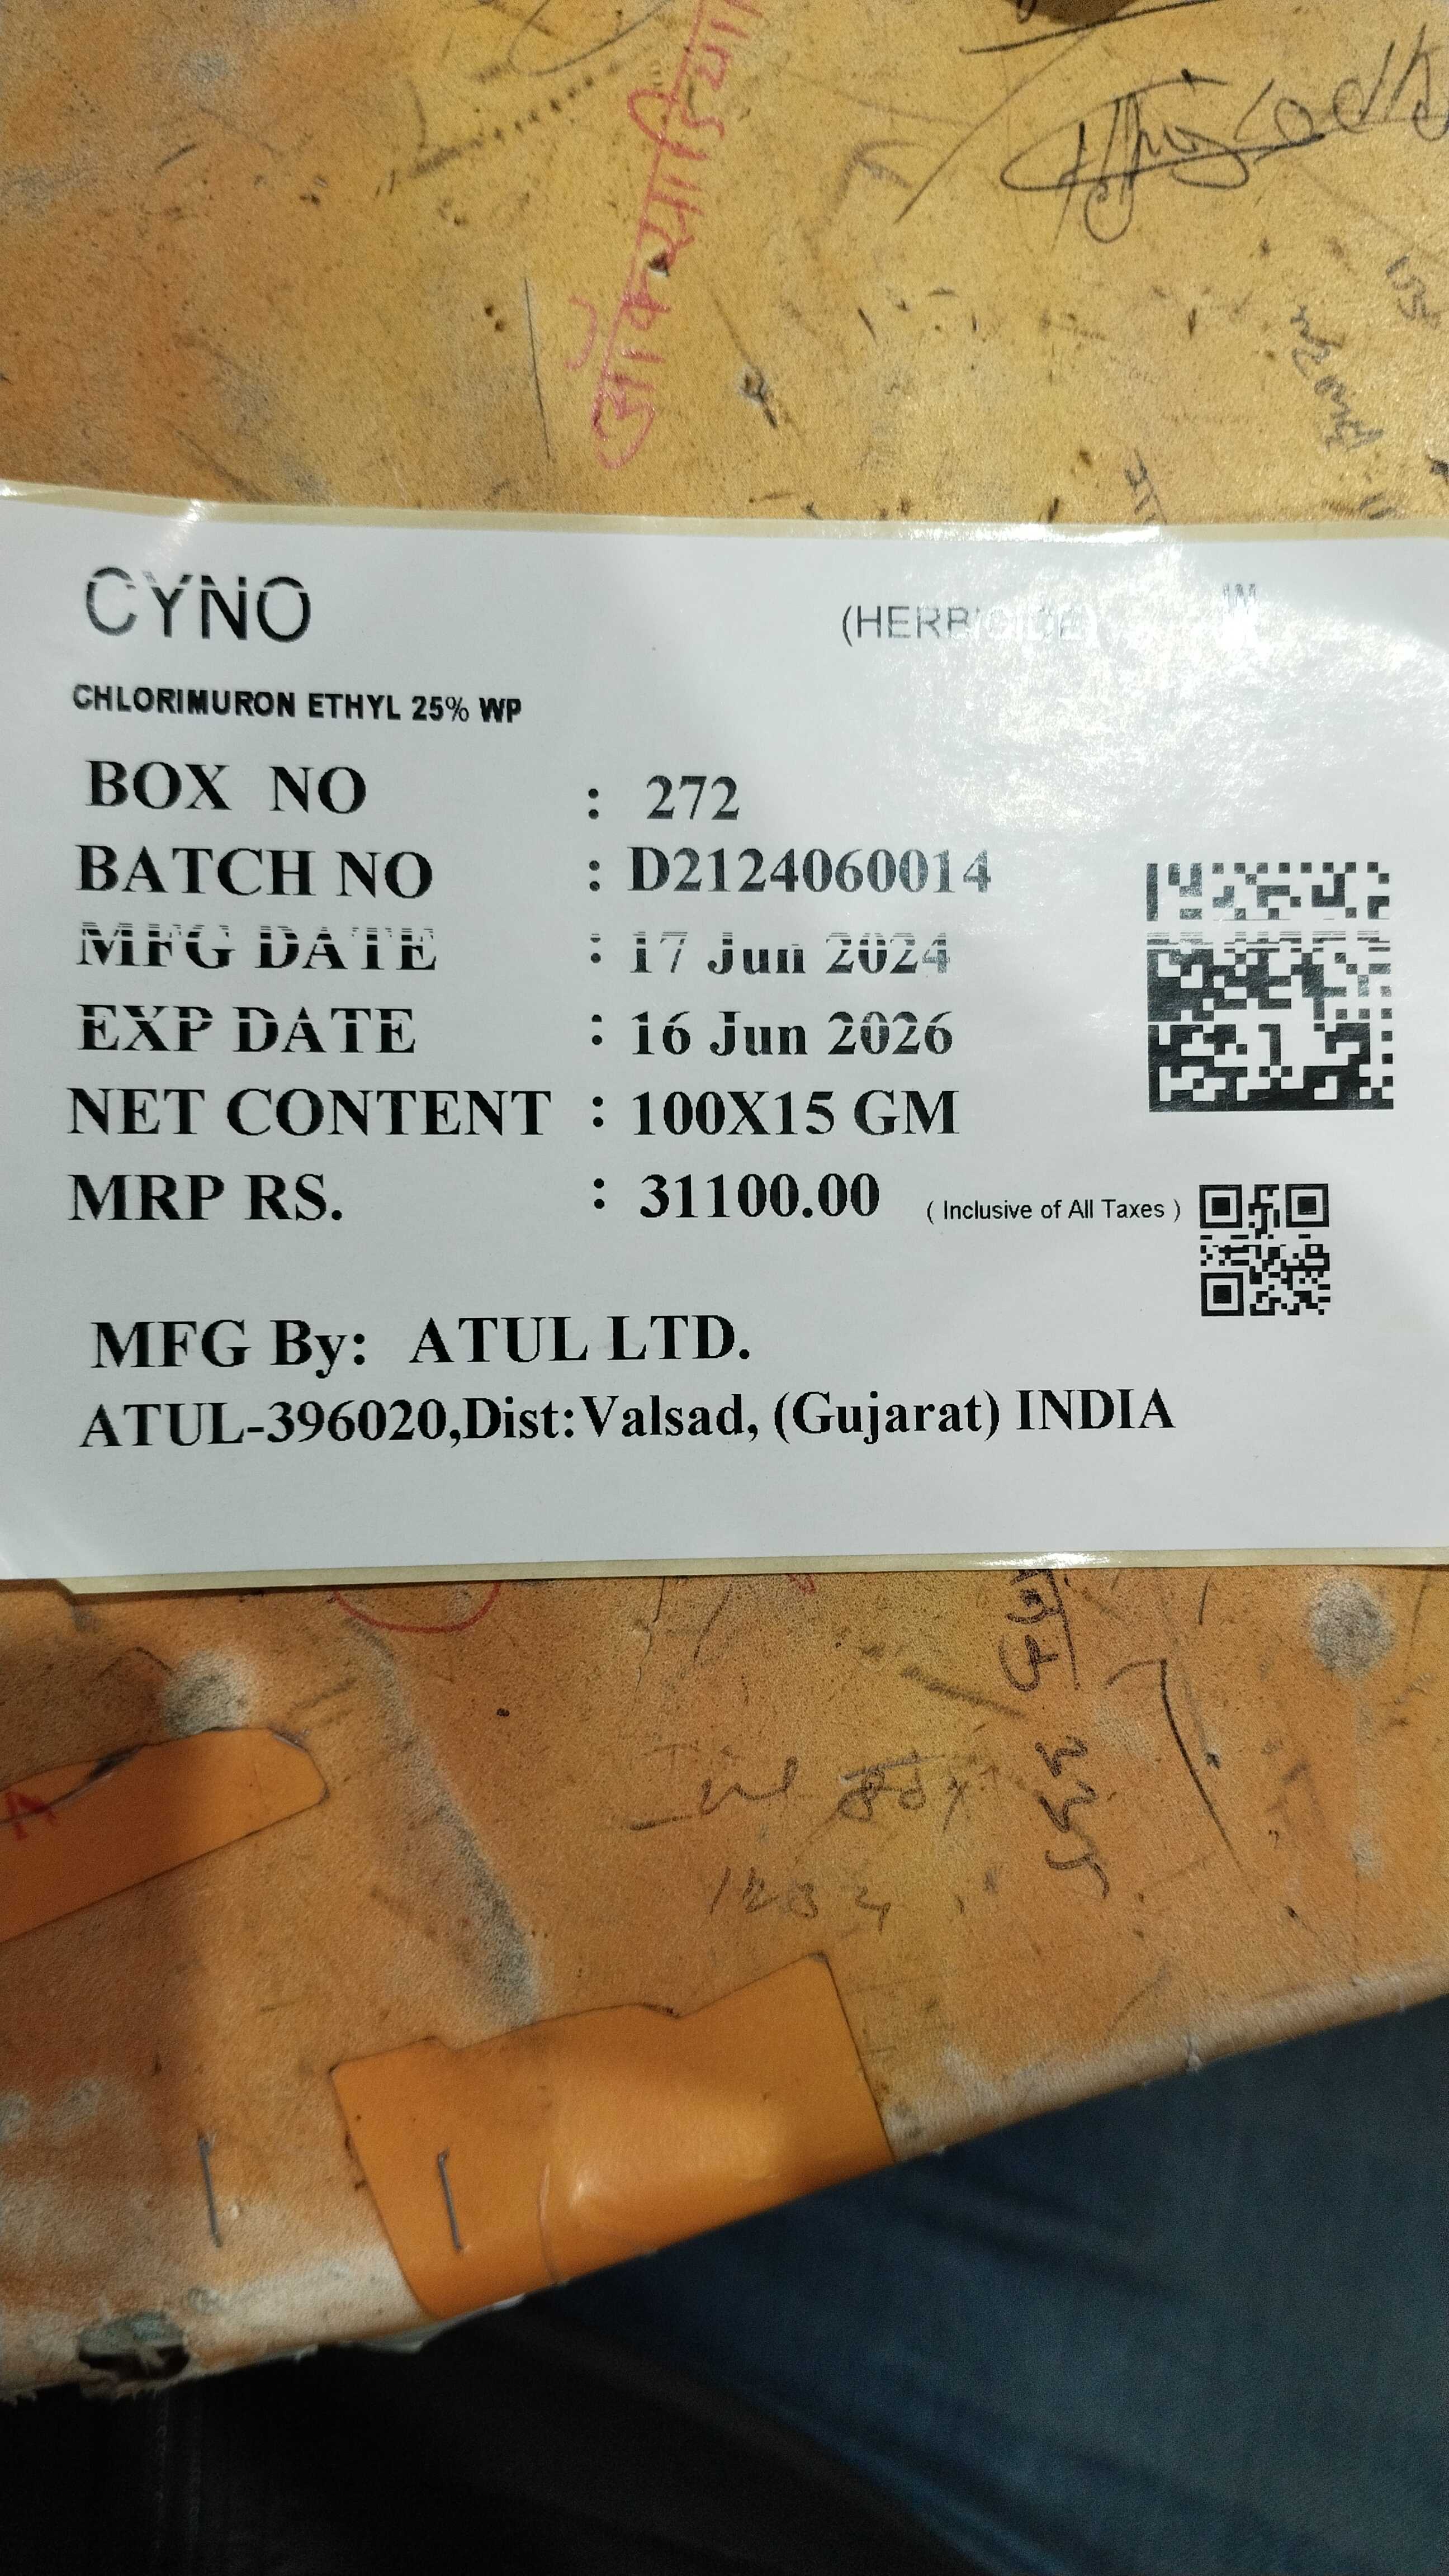 CYNO (HERBICIDE)
CHLORIMURON ETHYL 25% WP
BOX NO : 272
BATCH NO : D2124060014
MFG DATE : 17 Jun 2024
EXP DATE : 16 Jun 2026
NET CONTENT : 100X15 GM
MRP RS. : 31100.00 ( Inclusive of All Taxes )
MFG By: ATUL LTD.
ATUL-396020,Dist:Valsad, (Gujarat) INDIA